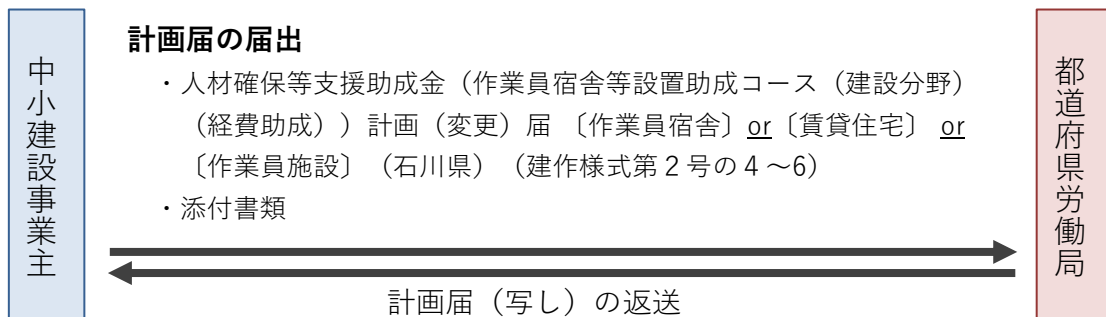 中小建設事業主
計画届の届出
・人材確保等支援助成金（作業員宿舎等設置助成コース（建設分野）
（経費助成））計画（変更）届 〔作業員宿舎〕or〔賃貸住宅〕 or
〔作業員施設〕（石川県）（建作様式第２号の４～6）
・添付書類
計画届（写し）の返送
都道府県労働局